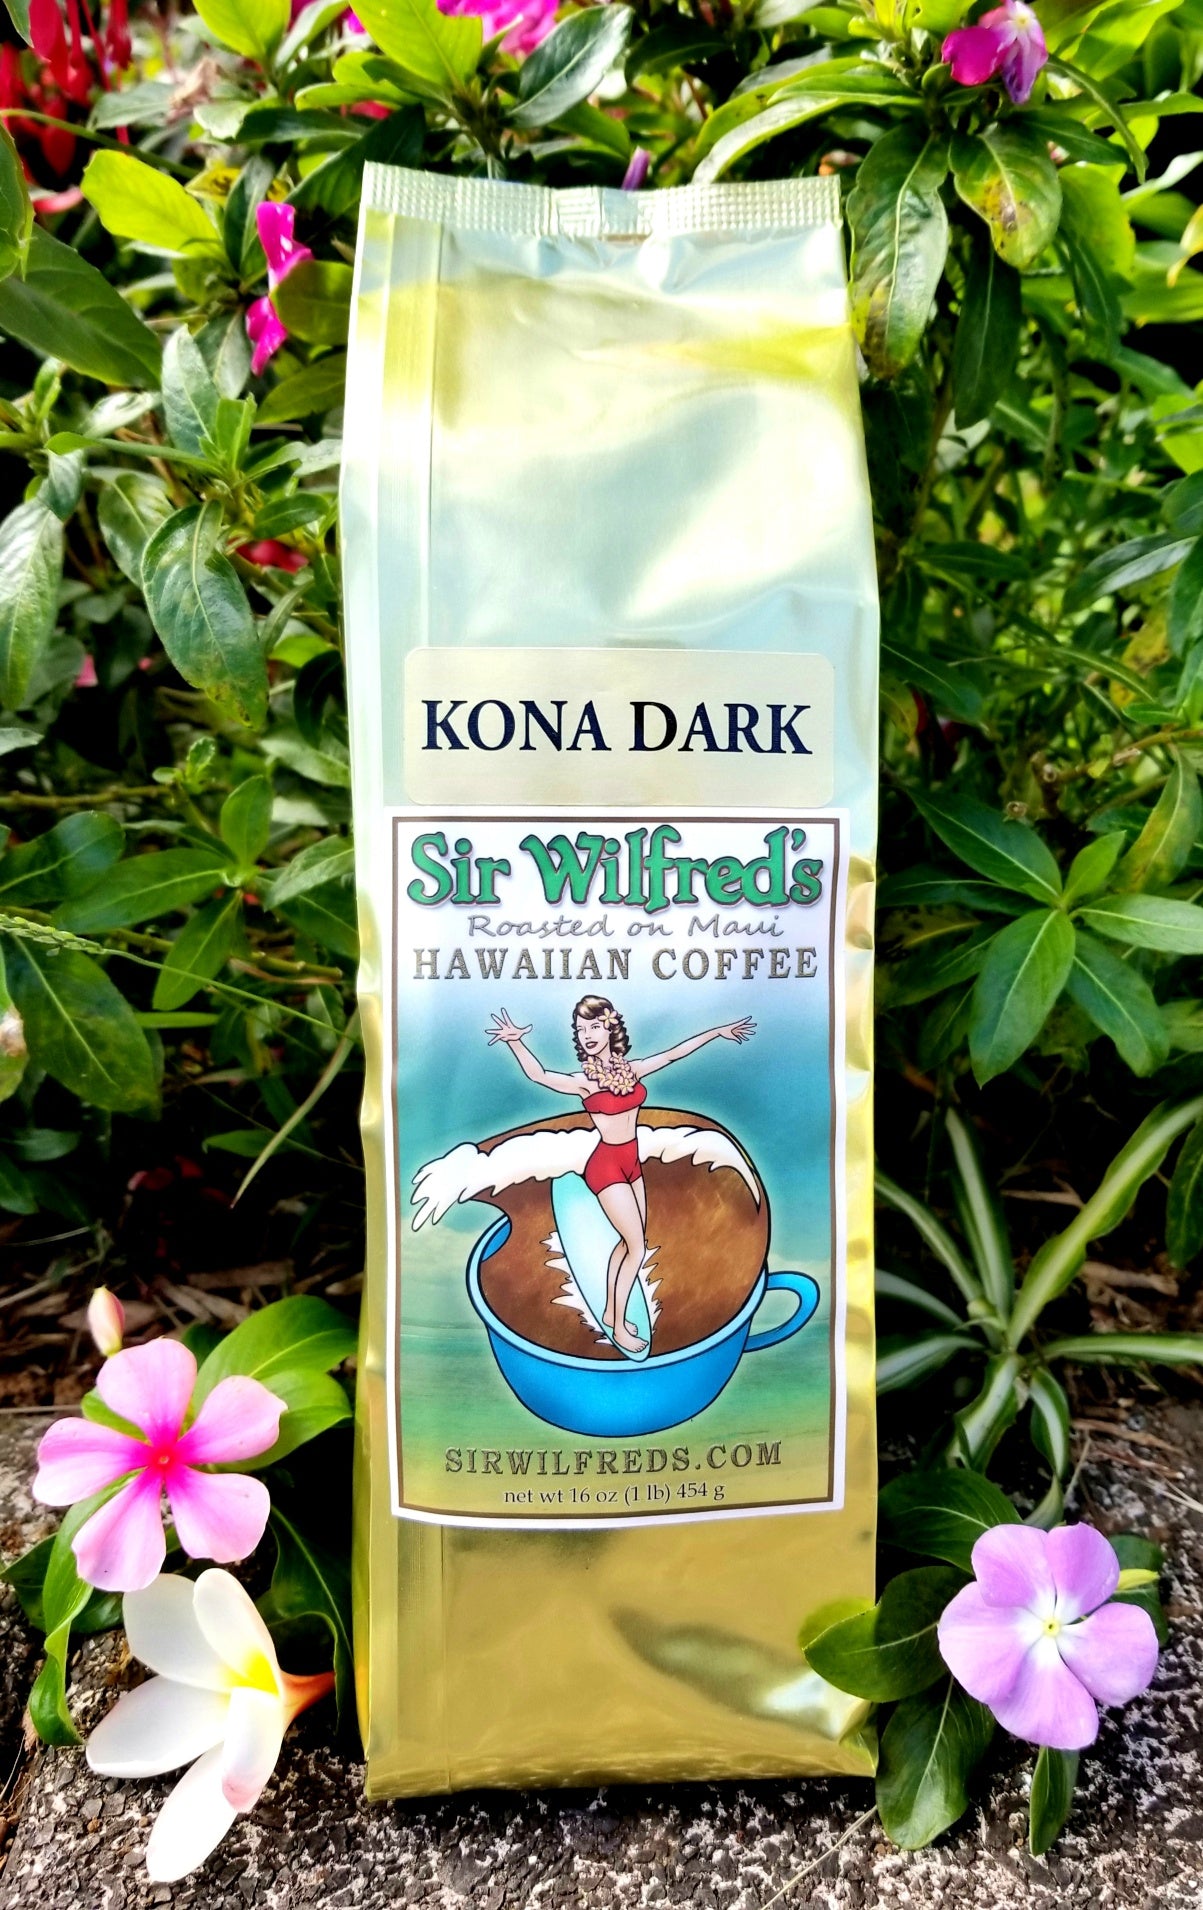 KONA DARK
Sir Wilfred's
Roasted on Maui
HAWAIIAN COFFEE
SIRWILFREDS.COM
net wt 16 oz (1 lb) 454 g